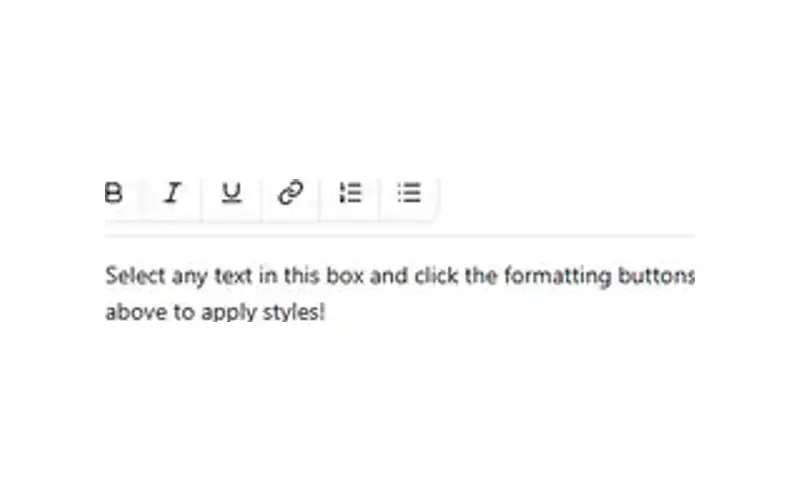 B I U
Select any text in this box and click the formatting buttons
above to apply styles!